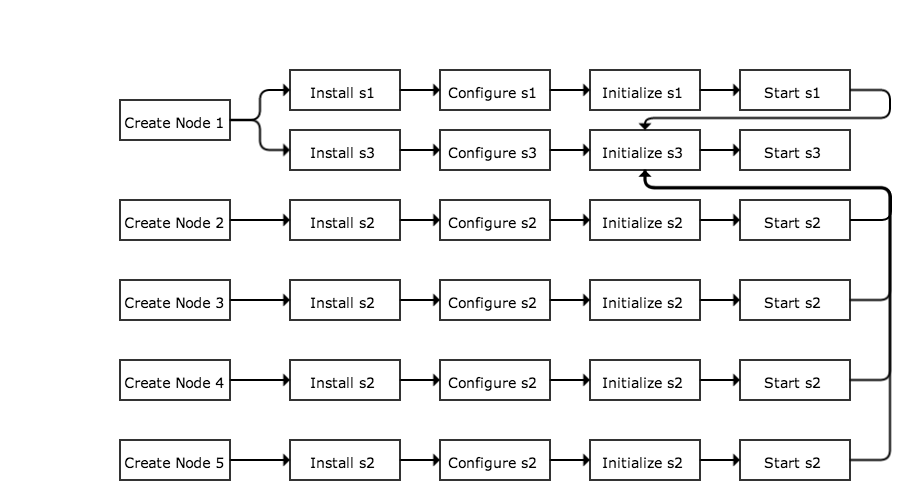 Install s1
Configure s1
Initialize s1
Start s1
Create Node 1
Install s3
Configure s3
Initialize s3
Start s3
Create Node 2
Install s2
Configure s2
Initialize s2
Start s2
Create Node 3
Install s2
Configure s2
Initialize s2
Start s2
Create Node 4
Install s2
Configure s2
Initialize s2
Start s2
Create Node 5
Install s2
Configure s2
Initialize s2
Start s2